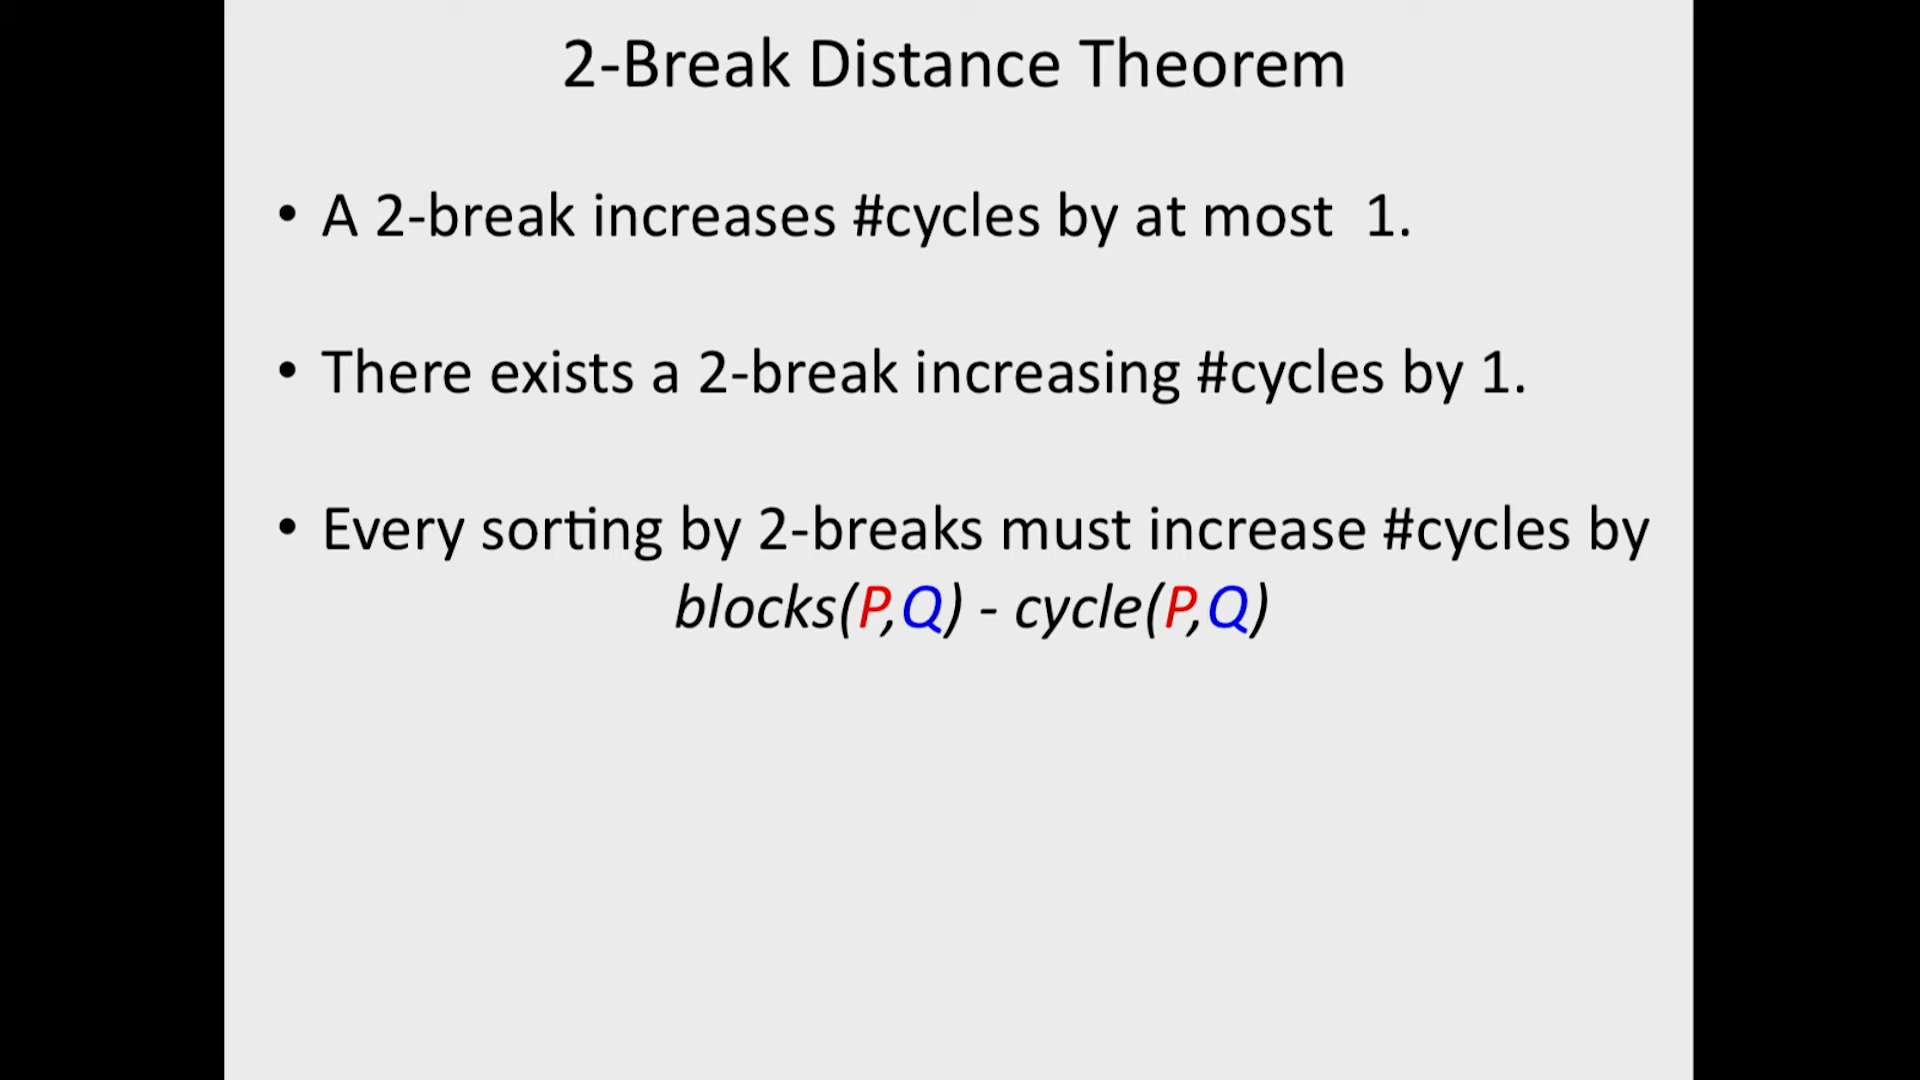 2-Break Distance Theorem
• A 2-break increases #cycles by at most  1.
• There exists a 2-break increasing #cycles by 1.
• Every sorting by 2-breaks must increase #cycles by
blocks(P,Q) - cycle(P,Q)